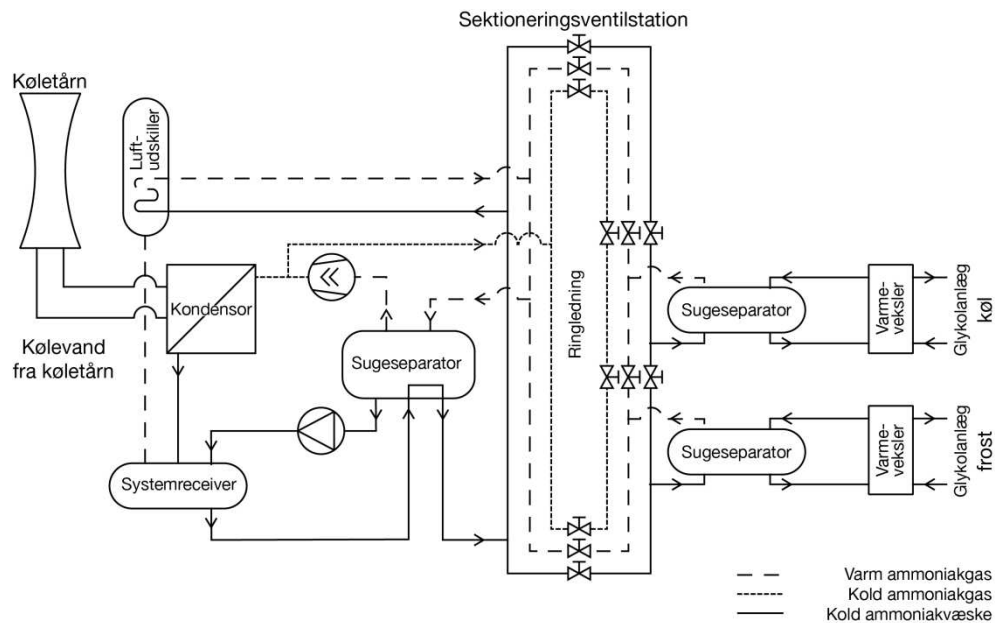 Sektioneringsventilstation
Køletårn
Luft-
udskiller
Kondensor
Kølevand
fra køletårn
Sugeseparator
Systemreceiver
Ringledning
Sugeseparator
Varme-
veksler
Glykolanlæg
køl
Sugeseparator
Varme-
veksler
Glykolanlæg
frost
Varm ammoniakgas
Kold ammoniakgas
Kold ammoniakvæske